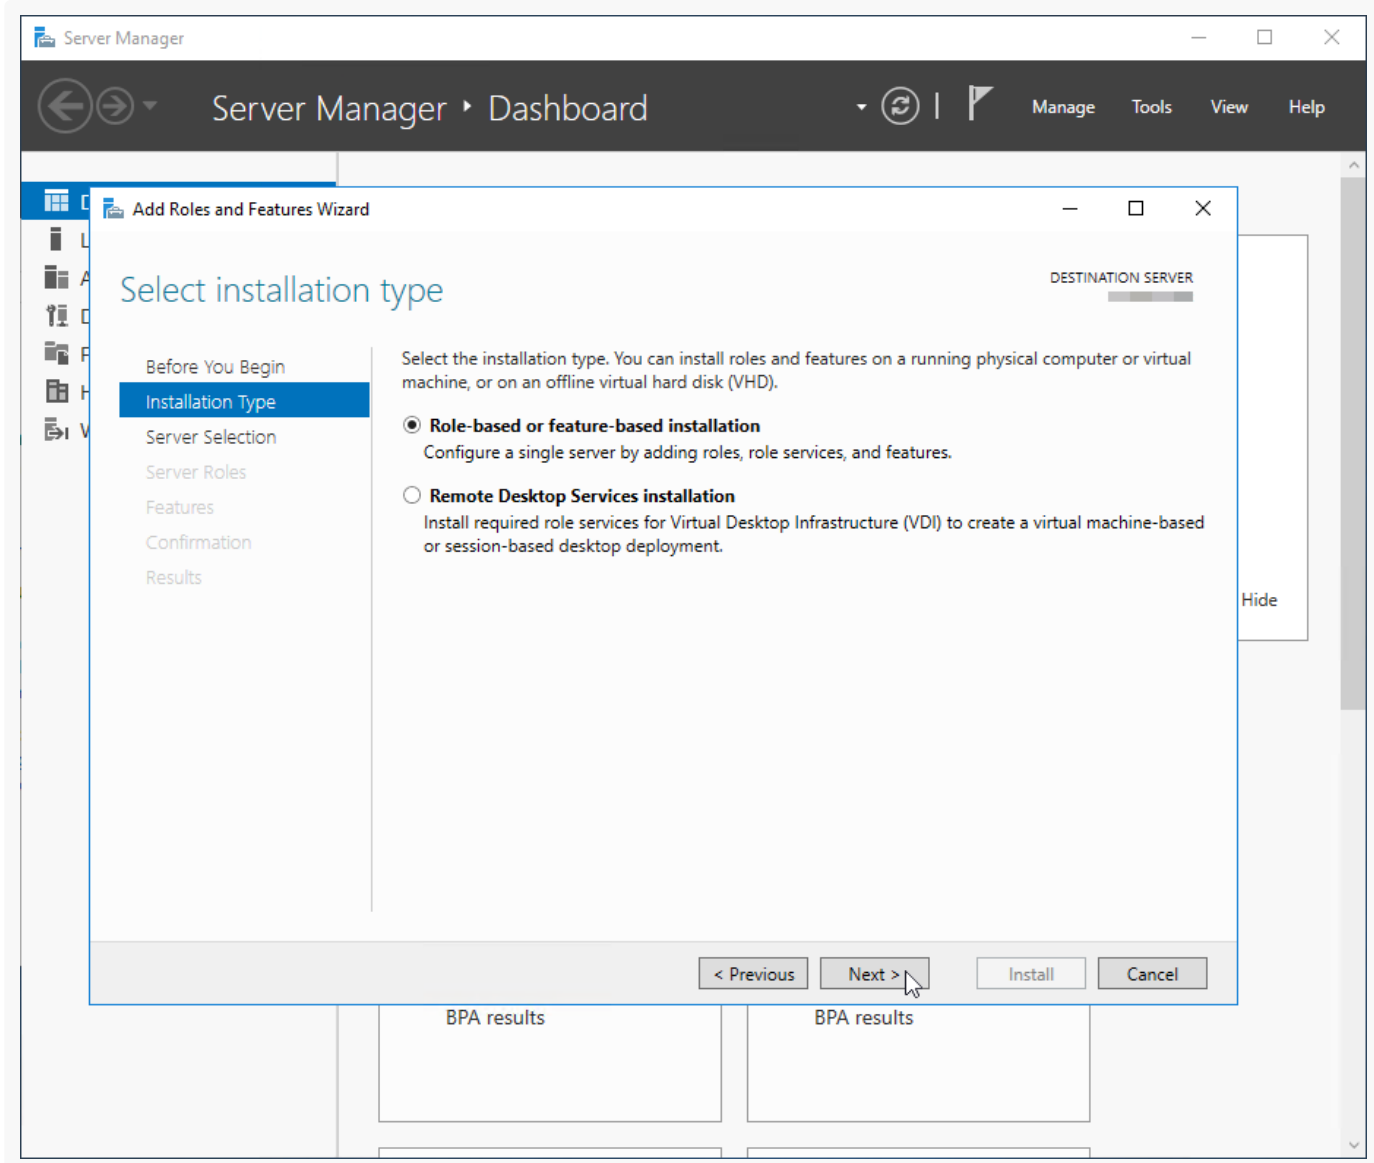 Server Manager
Server Manager
Dashboard
Manage
Tools
View
Help
Add Roles and Features Wizard
Select installation type
DESTINATION SERVER
Before You Begin
Installation Type
Server Selection
Server Roles
Features
Confirmation
Results
Select the installation type. You can install roles and features on a running physical computer or virtual
machine, or on an offline virtual hard disk (VHD).
Role-based or feature-based installation
Configure a single server by adding roles, role services, and features.
Remote Desktop Services installation
Install required role services for Virtual Desktop Infrastructure (VDI) to create a virtual machine-based
or session-based desktop deployment.
Hide
< Previous
Next >
Install
Cancel
BPA results
BPA results